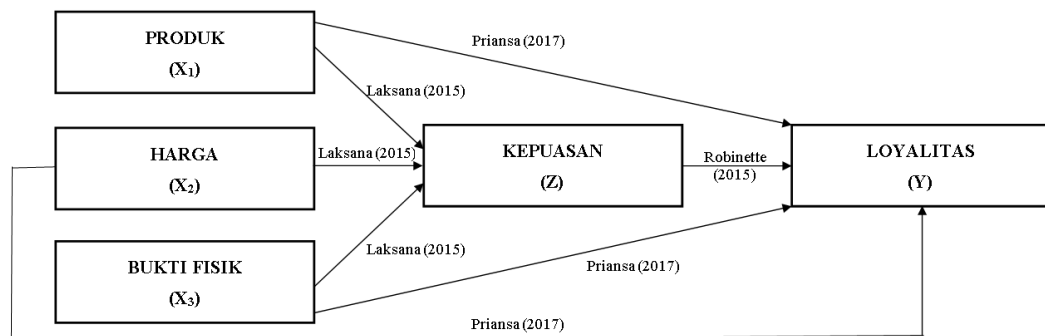 PRODUK
(X₁)
Priansa (2017)
Laksana (2015)
HARGA
(X₂)
Laksana (2015)
KEPUASAN
(Z)
Robinette
(2015)
LOYALITAS
(Y)
Laksana (2015)
BUKTI FISIK
(X₃)
Priansa (2017)
Priansa (2017)